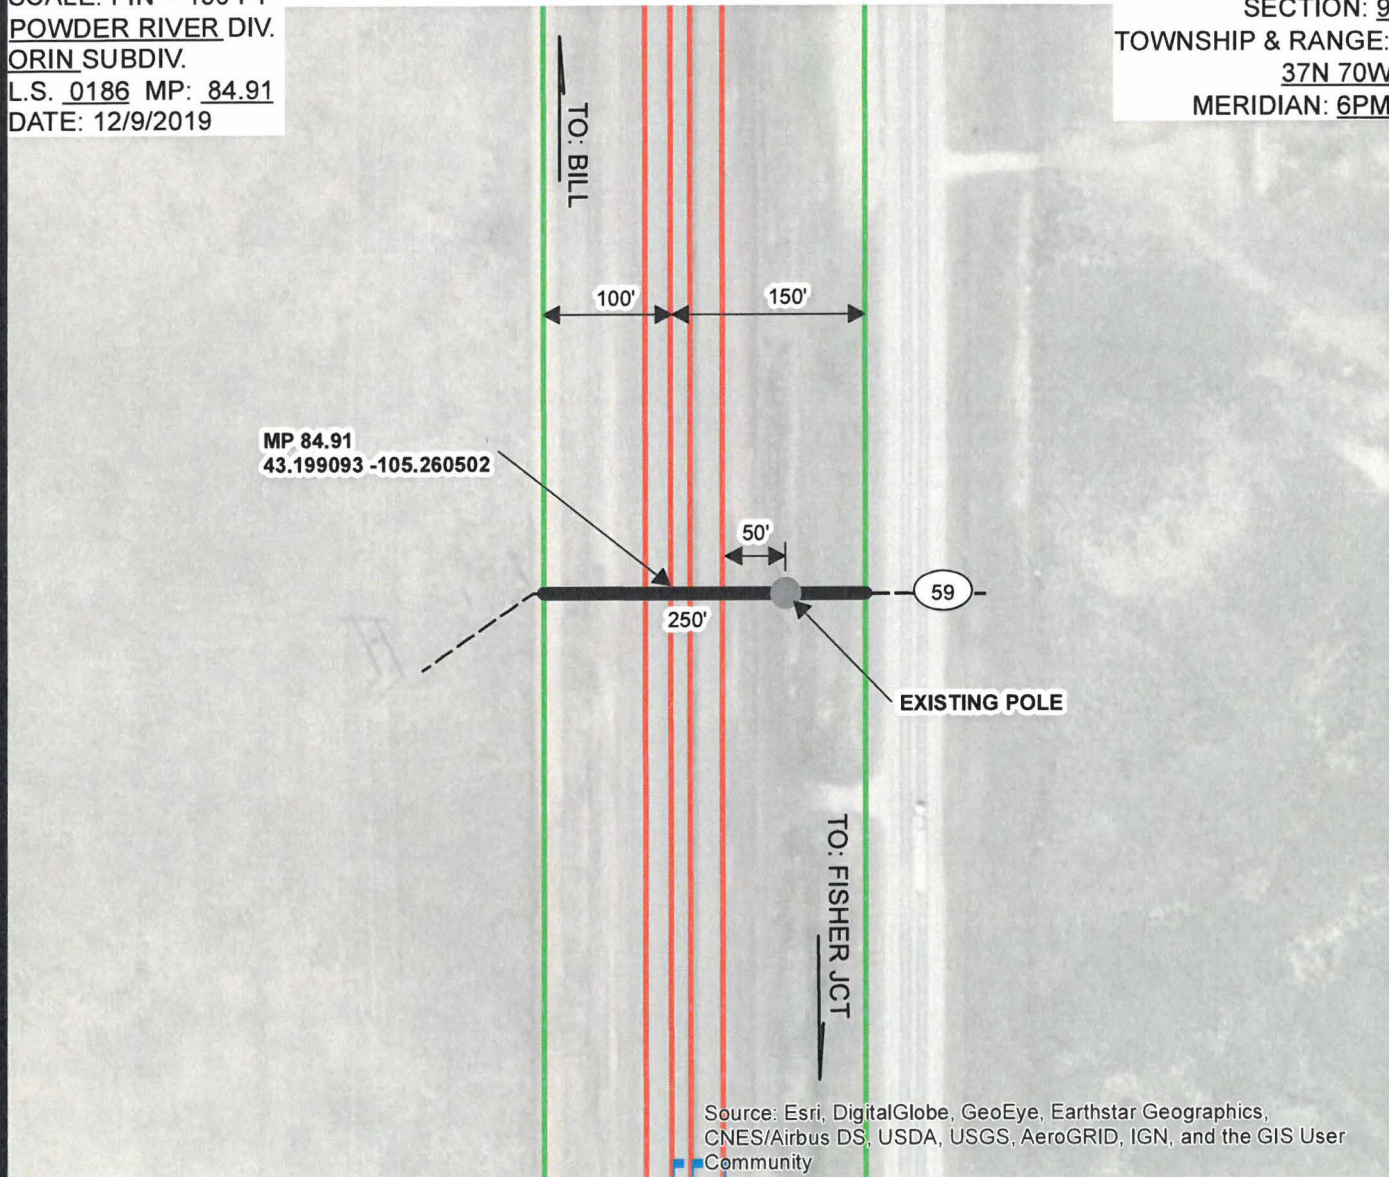 POWDER RIVER DIV.
ORIN SUBDIV.
L.S. 0186 MP: 84.91
DATE: 12/9/2019
SECTION: 9
TOWNSHIP & RANGE:
37N 70W
MERIDIAN: 6PM
TO: BILL
100'
150'
MP 84.91
43.199093 -105.260502
50'
59
250'
EXISTING POLE
TO: FISHER JCT
Source: Esri, DigitalGlobe, GeoEye, Earthstar Geographics,
CNES/Airbus DS, USDA, USGS, AeroGRID, IGN, and the GIS User
Community